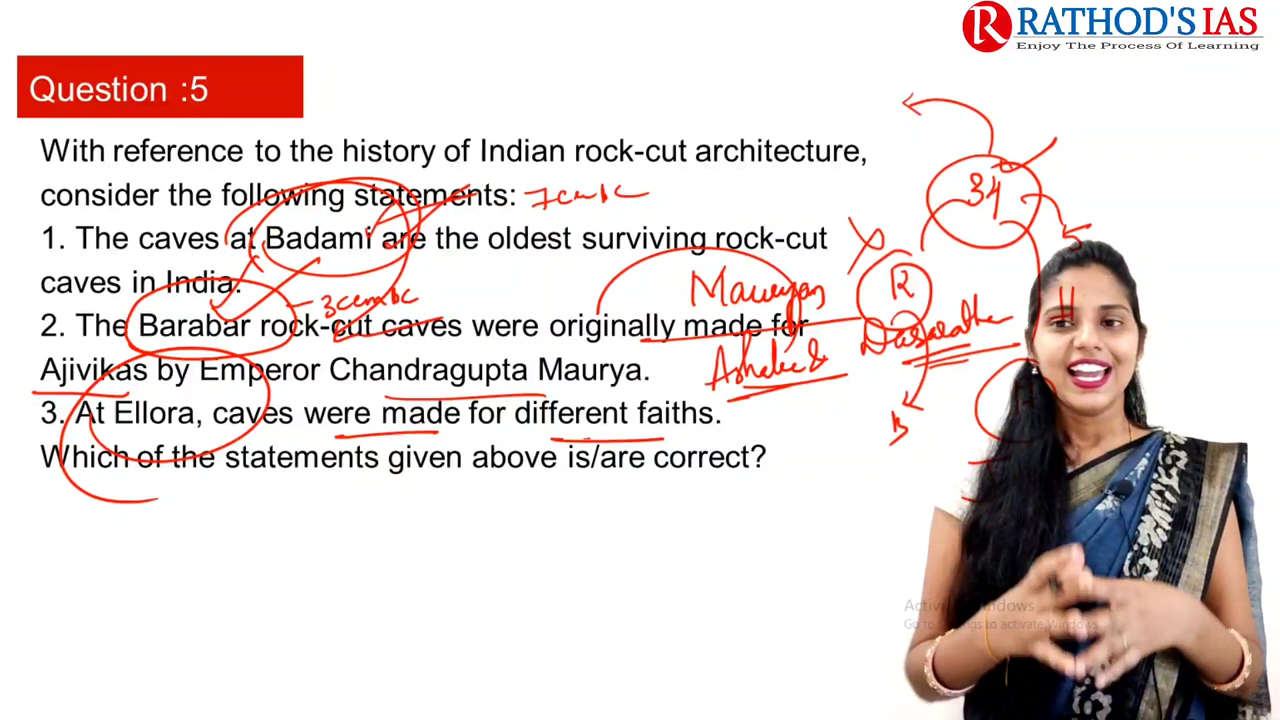 RATHOD'S IAS
Enjoy The Process Of Learning
Question :5
With reference to the history of Indian rock-cut architecture,
consider the following statements:
1. The caves at Badami are the oldest surviving rock-cut
caves in India.
2. The Barabar rock-cut caves were originally made for
Ajivikas by Emperor Chandragupta Maurya.
3. At Ellora, caves were made for different faiths.
Which of the statements given above is/are correct?
34
R
H
B
Mauryan
Dasaratha